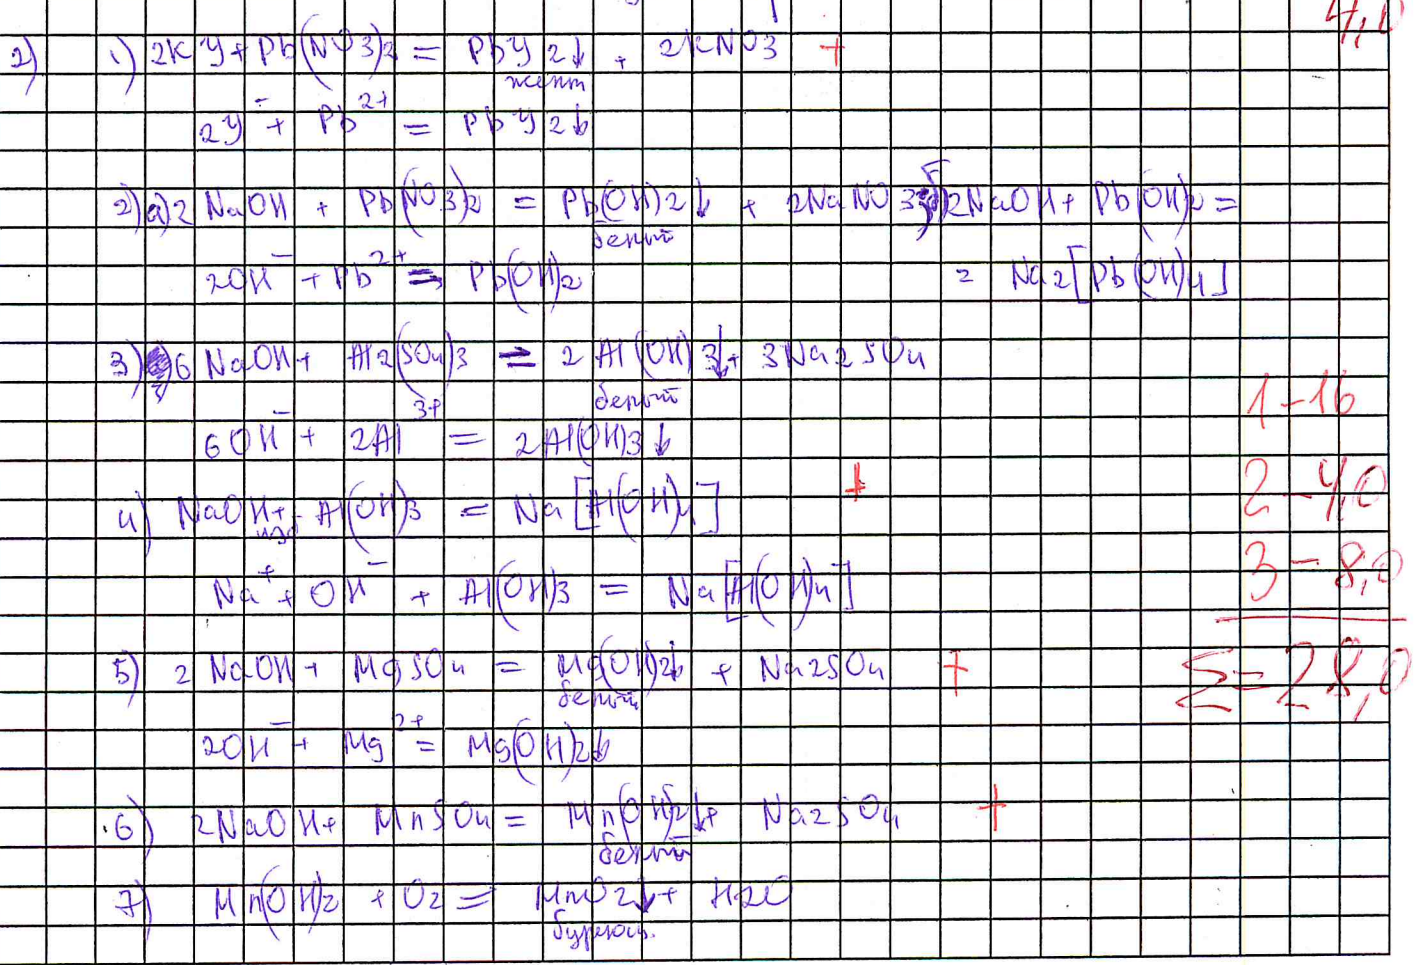 4,0
2) 1) 2KY + Pb(NO3)2 = PbY2↓ + 2KNO3 +
желт
2Y⁻ + Pb²⁺ = PbY2↓
2) а) 2NaOH + Pb(NO3)2 = Pb(OH)2↓ + 2NaNO3 б) 2NaOH + Pb(OH)2 =
белый
2OH⁻ + Pb²⁺ = Pb(OH)2 = Na2[Pb(OH)4]
3) 6NaOH + Al2(SO4)3 = 2Al(OH)3↓ + 3Na2SO4
белый
6OH⁻ + 2Al³⁺ = 2Al(OH)3↓
4) NaOH + Al(OH)3 = Na[Al(OH)4] +
изб
Na⁺ + OH⁻ + Al(OH)3 = Na[Al(OH)4]
5) 2NaOH + MgSO4 = Mg(OH)2↓ + Na2SO4 +
белый
2OH⁻ + Mg²⁺ = Mg(OH)2↓
6) 2NaOH + MnSO4 = Mn(OH)2↓ + Na2SO4 +
белый
7) Mn(OH)2 + O2 = MnO2↓ + H2O
1 - 16
2 - 4,0
3 - 8,0
Σ = 28,0